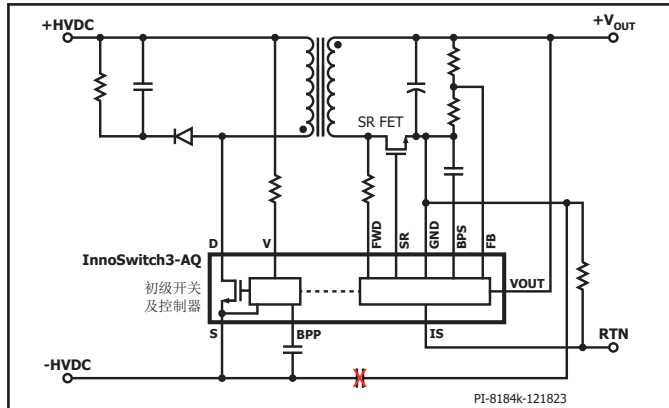 +HVDC
+V_OUT
SR FET
D
V
FWD
SR
GND
BPS
FB
InnoSwitch3-AQ
VOUT
初级开关
及控制器
S
BPP
IS
RTN
-HVDC
PI-8184k-121823